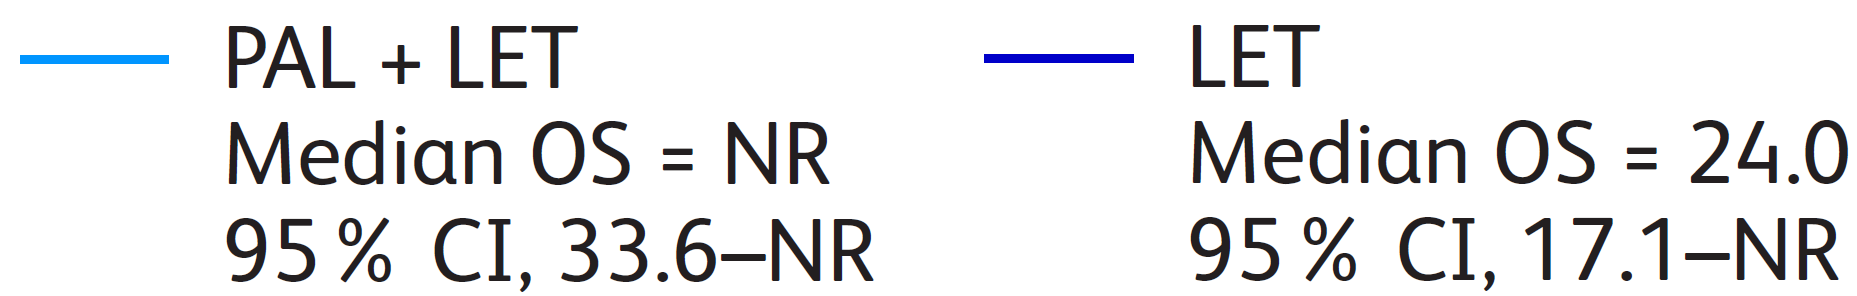 PAL + LET
Median OS = NR
95 % CI, 33.6–NR
LET
Median OS = 24.0
95 % CI, 17.1–NR